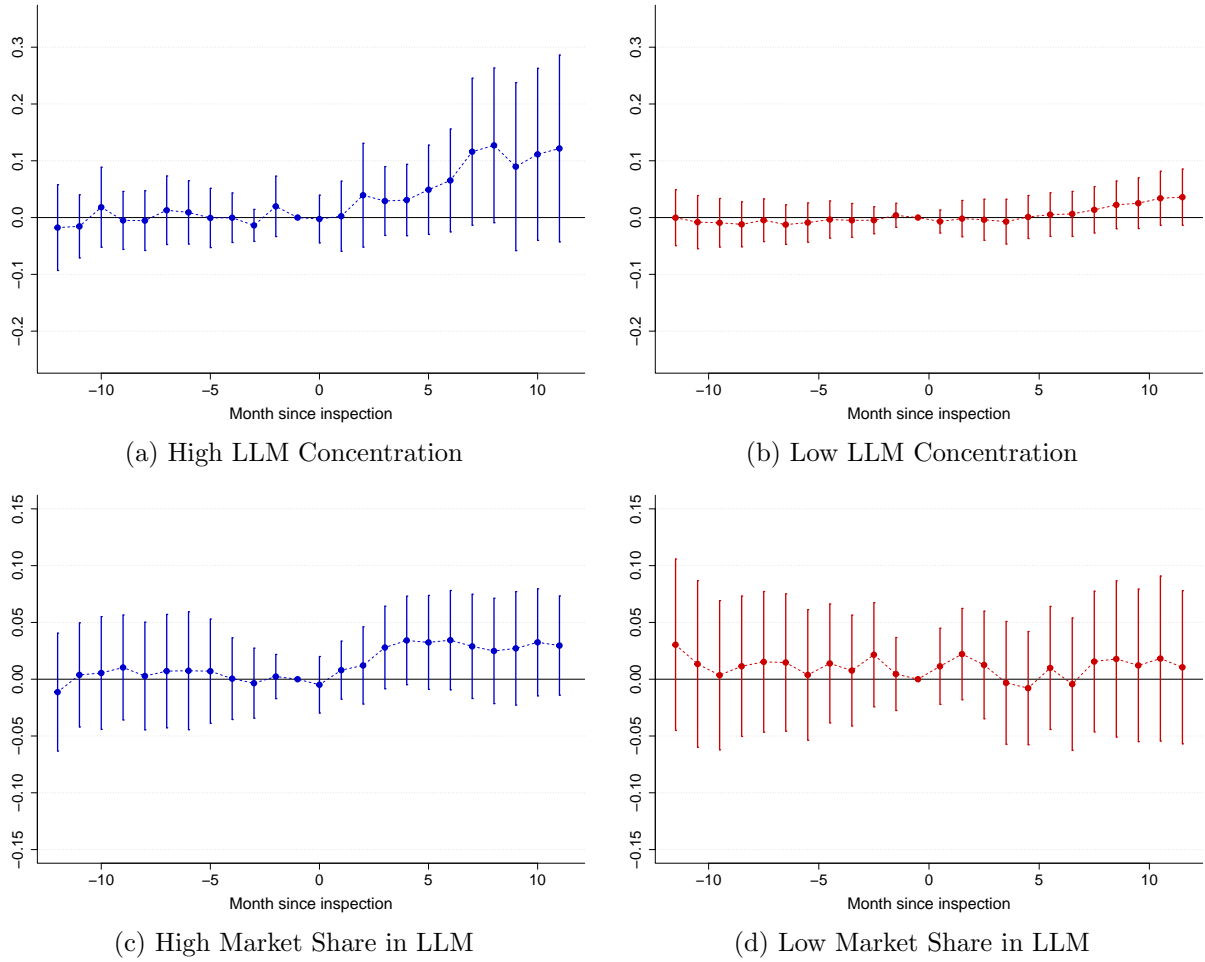 0.3
0.2
0.1
0.0
−0.1
−0.2
−10 −5 0 5 10
Month since inspection
(a) High LLM Concentration
0.3
0.2
0.1
0.0
−0.1
−0.2
−10 −5 0 5 10
Month since inspection
(b) Low LLM Concentration
0.15
0.10
0.05
0.00
−0.05
−0.10
−0.15
−10 −5 0 5 10
Month since inspection
(c) High Market Share in LLM
0.15
0.10
0.05
0.00
−0.05
−0.10
−0.15
−10 −5 0 5 10
Month since inspection
(d) Low Market Share in LLM